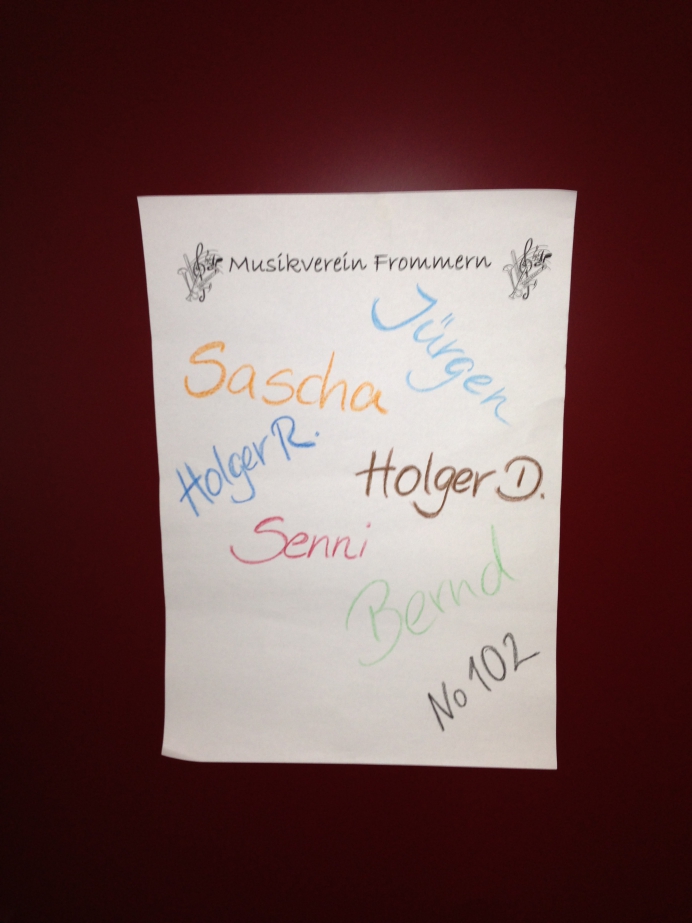 Musikverein Frommern
Jürgen
Sascha
Holger R.
Holger D.
Senni
Bernd
No 102